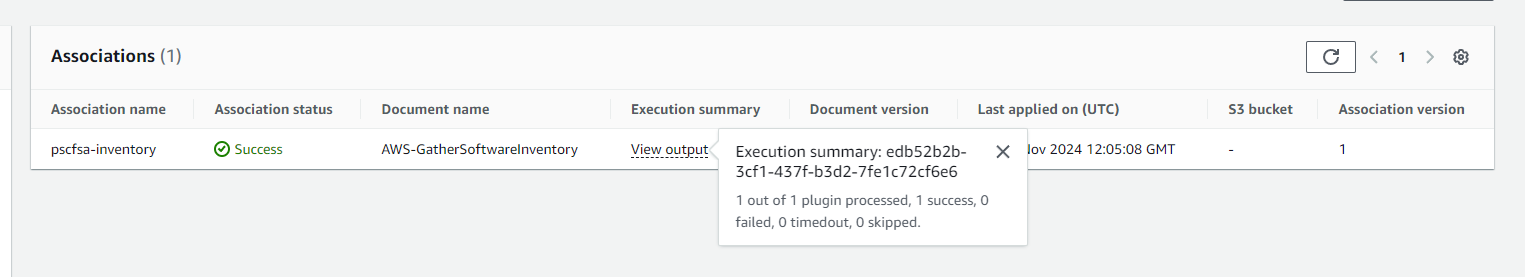 Associations (1)
1
Association name Association status Document name Execution summary Document version Last applied on (UTC) S3 bucket Association version
pscfsa-inventory Success AWS-GatherSoftwareInventory View output Nov 2024 12:05:08 GMT - 1
Execution summary: edb52b2b-
3cf1-437f-b3d2-7fe1c72cf6e6
1 out of 1 plugin processed, 1 success, 0
failed, 0 timedout, 0 skipped.